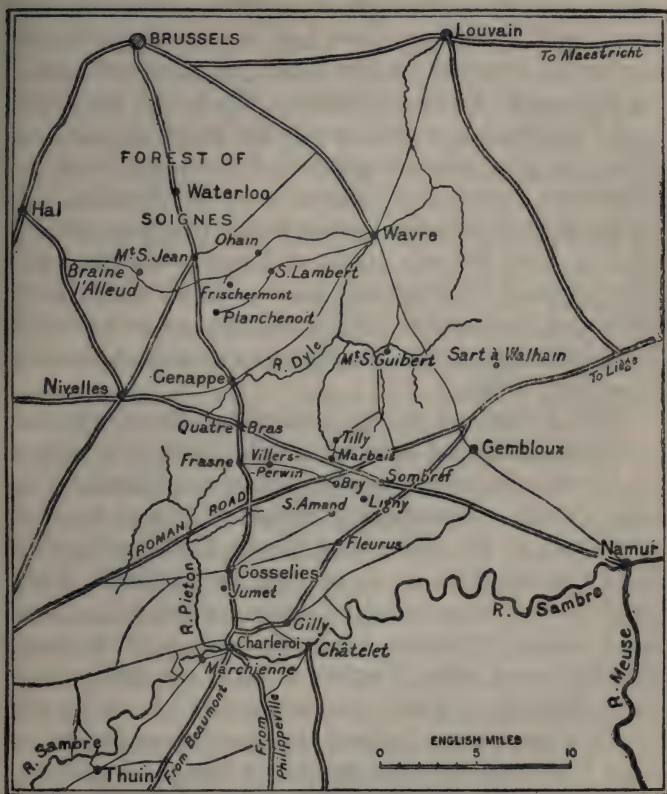 BRUSSELS
Louvain
To Maestricht
FOREST OF
Waterloo
SOIGNES
Hal
Wavre
Ohain
Mt S. Jean
S. Lambert
Braine
l'Alleud
Frischermont
Planchenoit
R. Dyle
Mt S. Guibert
Sart à Walhain
To Liège
Genappe
Nivelles
Quatre Bras
Tilly
Gembloux
Marbais
Frasne
Villers-
Perwin
Sombref
Bry
Ligny
S. Amand
ROMAN ROAD
Fleurus
Namur
Gosselies
Jumet
R. Pieton
R. Sambre
Gilly
Charleroi
Châtelet
Marchienne
R. Meuse
From Beaumont
From
Philippeville
R. Sambre
Thuin
ENGLISH MILES
0 5 10